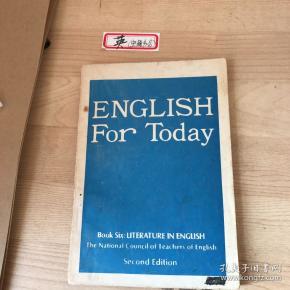 英
ENGLISH
For Today
Book Six: LITERATURE IN ENGLISH
The National Council of Teachers of English
Second Edition
孔夫子旧书网